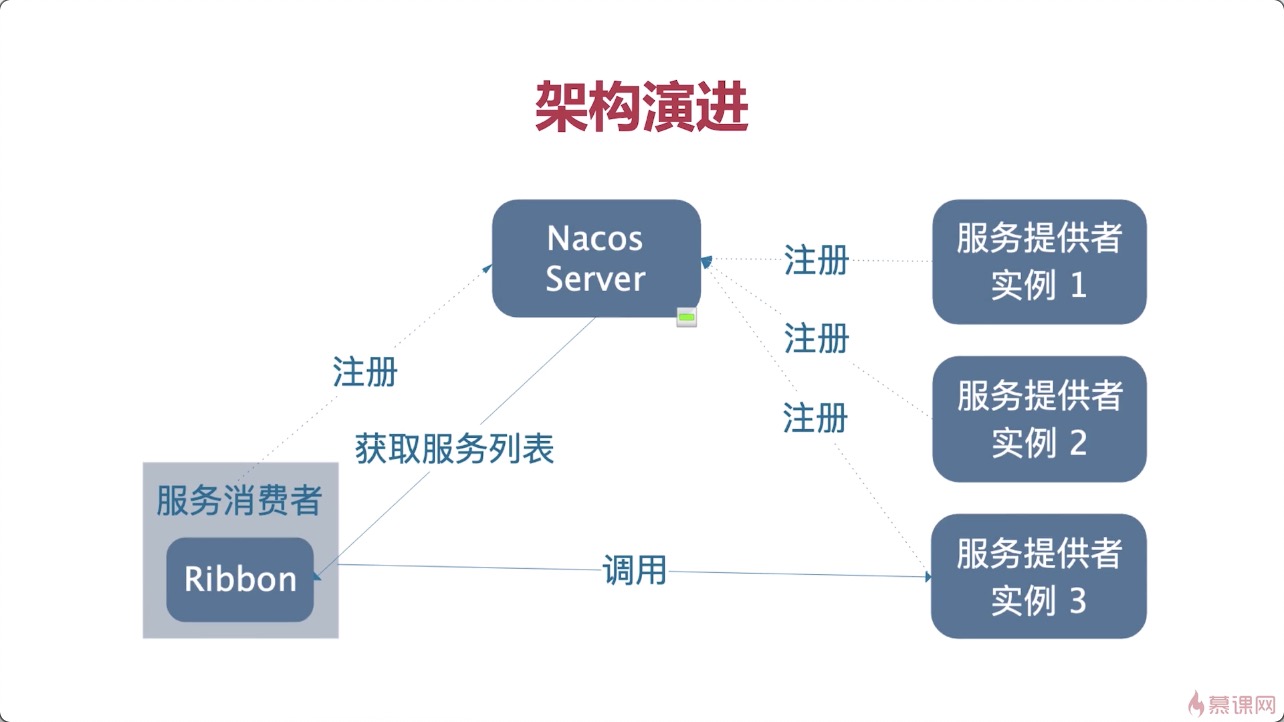 架构演进
Nacos
Server
服务提供者
实例 1
注册
注册
注册
服务提供者
实例 2
注册
获取服务列表
服务消费者
Ribbon
调用
服务提供者
实例 3
慕课网